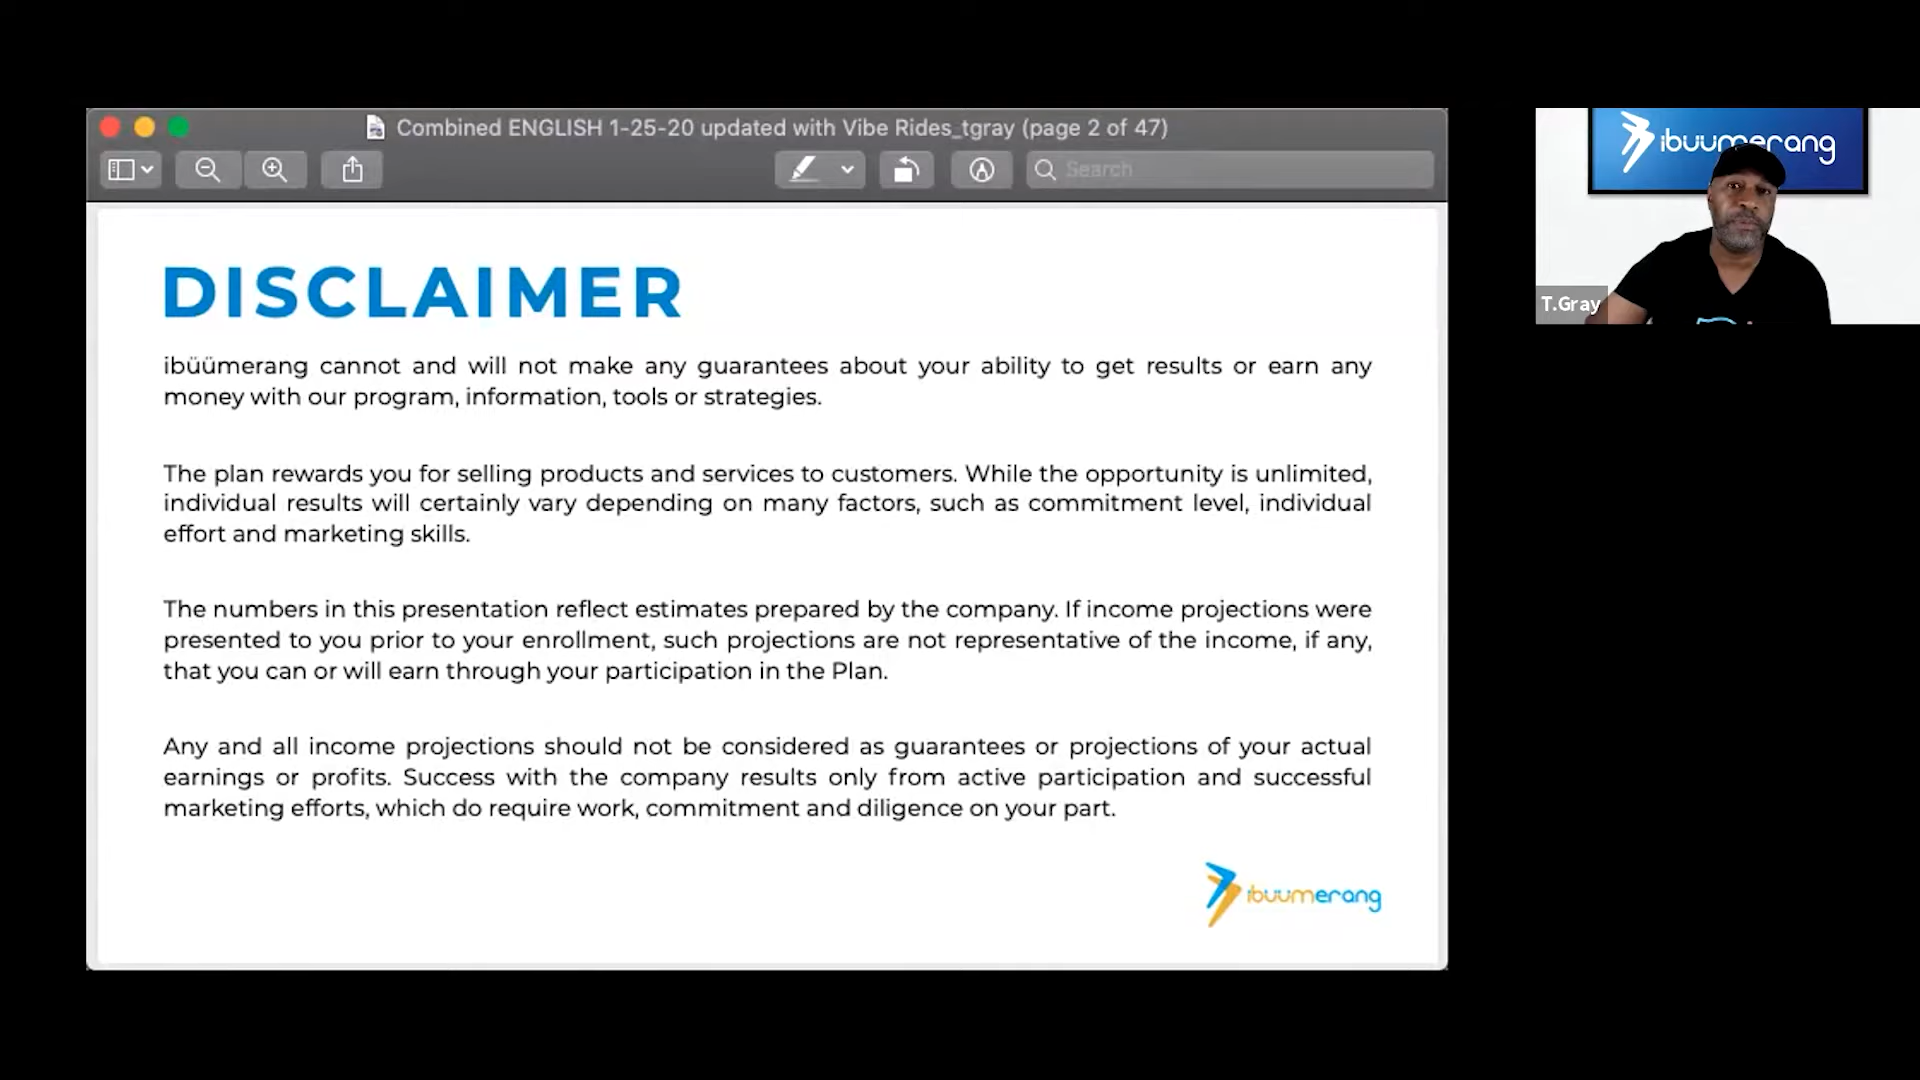 Combined ENGLISH 1-25-20 updated with Vibe Rides_tgray (page 2 of 47)
Search
ibuumerang
T.Gray
DISCLAIMER
ibüümerang cannot and will not make any guarantees about your ability to get results or earn any
money with our program, information, tools or strategies.
The plan rewards you for selling products and services to customers. While the opportunity is unlimited,
individual results will certainly vary depending on many factors, such as commitment level, individual
effort and marketing skills.
The numbers in this presentation reflect estimates prepared by the company. If income projections were
presented to you prior to your enrollment, such projections are not representative of the income, if any,
that you can or will earn through your participation in the Plan.
Any and all income projections should not be considered as guarantees or projections of your actual
earnings or profits. Success with the company results only from active participation and successful
marketing efforts, which do require work, commitment and diligence on your part.
ibuumerang